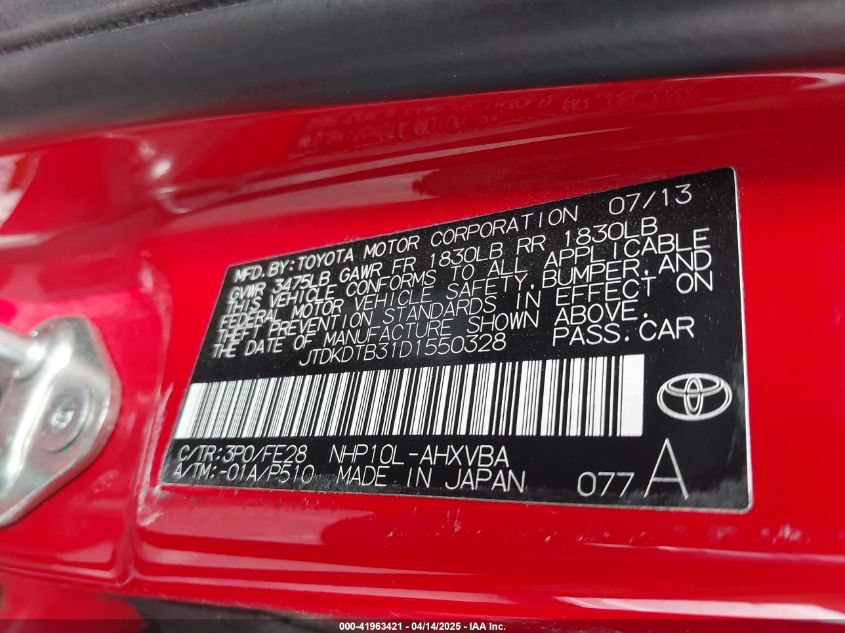 MFD.BY:TOYOTA MOTOR CORPORATION 07/13
GVWR 3475LB GAWR FR 1830LB RR 1830LB
THIS VEHICLE CONFORMS TO ALL APPLICABLE
FEDERAL MOTOR VEHICLE SAFETY,BUMPER,AND
THEFT PREVENTION STANDARDS IN EFFECT ON
THE DATE OF MANUFACTURE SHOWN ABOVE.
JTDKDTB31D1550328 PASS.CAR
C/TR:3P0/FE28 NHP10L-AHXVBA
A/TM:-01A/P510 MADE IN JAPAN 077 A
000-41963421 - 04/14/2025 - IAA Inc.